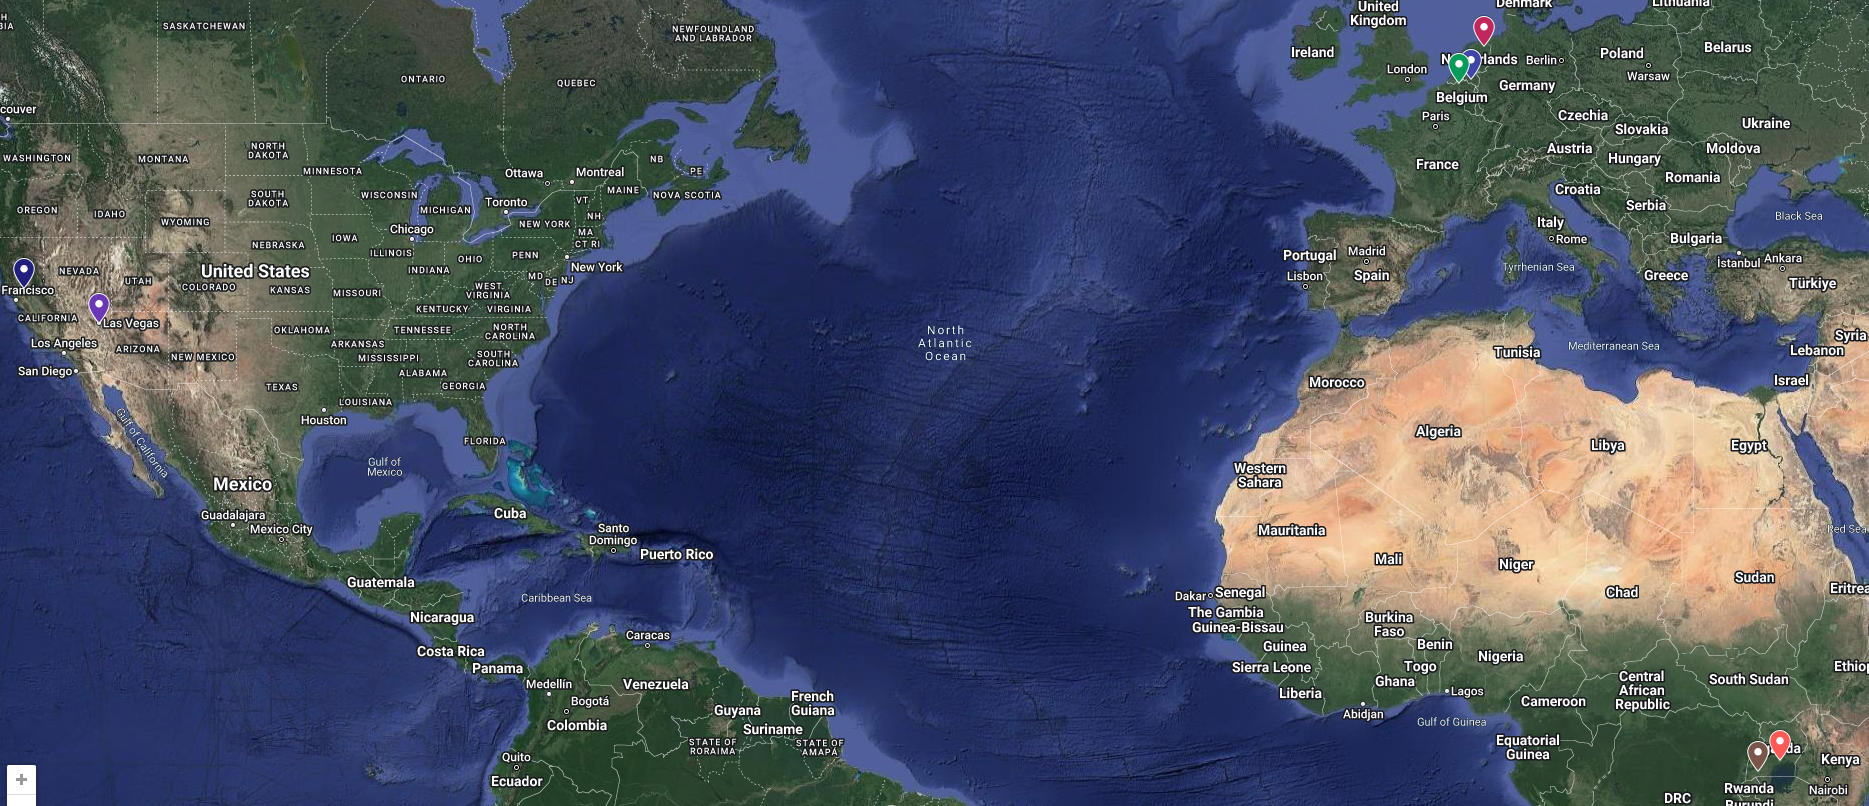 SASKATCHEWAN
NEWFOUNDLAND
AND LABRADOR
ONTARIO
QUEBEC
couver
WASHINGTON
MONTANA
NORTH
DAKOTA
MINNESOTA
Ottawa
Montreal
NB
PE
OREGON
IDAHO
WYOMING
SOUTH
DAKOTA
WISCONSIN
MICHIGAN
Toronto
VT
MAINE
NOVA SCOTIA
NH
NEW YORK
MA
CT RI
Chicago
IOWA
NEBRASKA
ILLINOIS
INDIANA
OHIO
PENN
New York
NEVADA
UTAH
United States
COLORADO
KANSAS
MISSOURI
WEST
VIRGINIA
MD
DE
NJ
Francisco
CALIFORNIA
Las Vegas
KENTUCKY
VIRGINIA
OKLAHOMA
TENNESSEE
NORTH
CAROLINA
Los Angeles
ARIZONA
NEW MEXICO
ARKANSAS
MISSISSIPPI
SOUTH
CAROLINA
San Diego
TEXAS
ALABAMA
GEORGIA
LOUISIANA
Houston
Gulf of California
FLORIDA
Gulf of
Mexico
Mexico
Guadalajara
Mexico City
Cuba
Santo
Domingo
Puerto Rico
Guatemala
Caribbean Sea
Nicaragua
Costa Rica
Panama
Caracas
Medellín
Venezuela
Bogotá
Colombia
Guyana
French
Guiana
Suriname
STATE OF
RORAIMA
STATE OF
AMAPÁ
Quito
Ecuador
North
Atlantic
Ocean
United
Kingdom
Denmark
Lithuania
Ireland
London
N
lands
Berlin
Poland
Warsaw
Belarus
Germany
Belgium
Paris
Czechia
Slovakia
Ukraine
France
Austria
Hungary
Moldova
Croatia
Romania
Serbia
Black Sea
Italy
Rome
Bulgaria
Portugal
Madrid
Lisbon
Spain
Tyrrhenian Sea
Greece
İstanbul
Ankara
Türkiye
Tunisia
Mediterranean Sea
Syria
Lebanon
Israel
Morocco
Algeria
Libya
Egypt
Western
Sahara
Mauritania
Mali
Niger
Chad
Sudan
Red Sea
Eritrea
Dakar
Senegal
The Gambia
Guinea-Bissau
Burkina
Faso
Guinea
Benin
Nigeria
Sierra Leone
Togo
Ghana
Liberia
Lagos
Abidjan
Gulf of Guinea
Cameroon
Central
African
Republic
South Sudan
Ethiop
Equatorial
Guinea
da
Kenya
Rwanda
Nairobi
DRC
Burundi
+